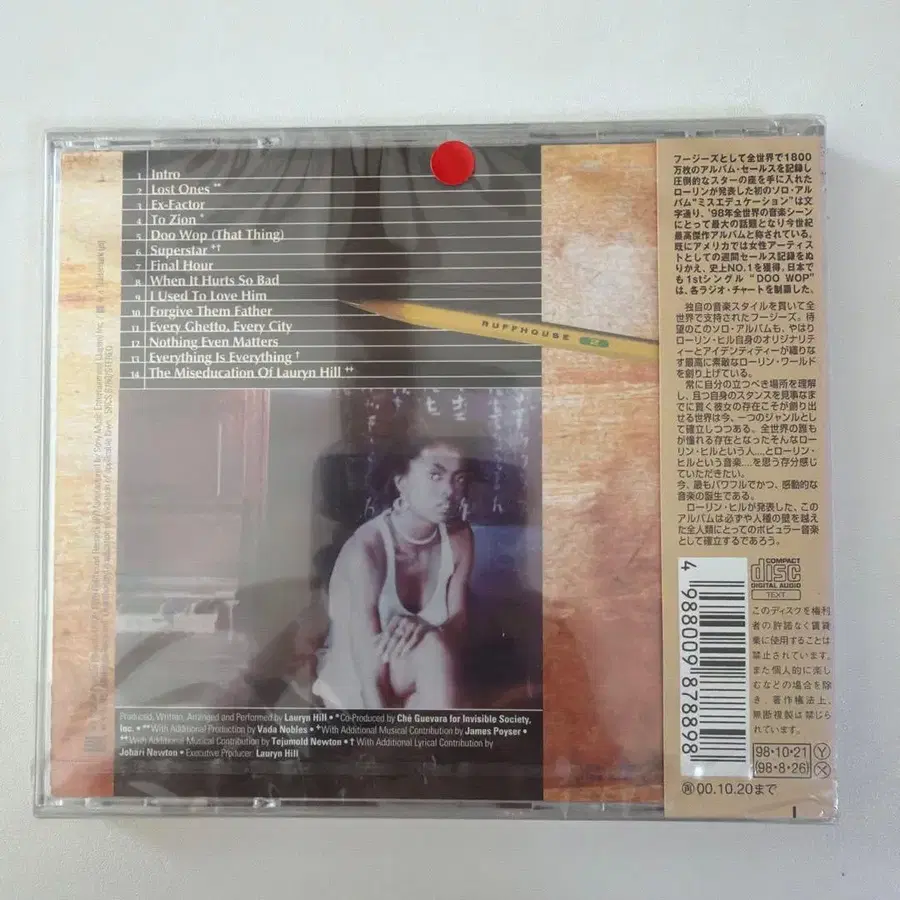 1 Intro
2 Lost Ones **
3 Ex-Factor
4 To Zion *
5 Doo Wop (That Thing)
6 Superstar *†
7 Final Hour
8 When It Hurts So Bad
9 I Used To Love Him
10 Forgive Them Father
11 Every Ghetto, Every City
12 Nothing Even Matters
13 Everything Is Everything †
14 The Miseducation Of Lauryn Hill
RUFFHOUSE 2
Produced, Written, Arranged and Performed by Lauryn Hill • *Co-Produced by Ché Guevara for Invisible Society,
Inc. • **With Additional Production by Vada Nobles • With Additional Musical Contribution by James Poyser •
With Additional Musical Contribution by Tejumold Newton • † With Additional Lyrical Contribution by
Johari Newton • Executive Producer: Lauryn Hill
フージーズとして全世界で1800
万枚のアルバム・セールスを記録し
圧倒的なスターの座を手に入れた
ローリンが発表した初のソロ・アル
バム“ミスエデュケーション”は文
字通り、'98年全世界の音楽シーン
にとって最大の話題となり今世紀
最高傑作アルバムと称されている。
既にアメリカでは女性アーティス
トとしての週間セールス記録をぬ
りかえ、史上NO.1を獲得。日本で
も1stシングル “DOO WOP”
は、各ラジオ・チャートを制覇した。
独自の音楽スタイルを貫いて全
世界で支持されたフージーズ。待
望のこのソロ・アルバムも、やはり
ローリン・ヒル自身のオリジナリテ
ィーとアイデンティティーが織りな
す最高に素敵なローリン・ワールド
を創り上げている。
常に自分の立つべき場所を理解
し、且つ自身のスタンスを見事なま
でに貫く彼女の存在こそが創り出
せる世界は今、一つのジャンルとし
て確立しつつある。全世界の誰も
が憧れる存在となったそんなロー
リン・ヒルという人....とローリン・
ヒルという音楽....を思う存分感じ
ていただきたい。
今、最もパワフルでかつ、感動的な
音楽の誕生である。
ローリン・ヒルが発表した、この
アルバムは必ずや人種の壁を越え
た全人類にとってのポピュラー音楽
として確立するであろう。
COMPACT
disc
DIGITAL AUDIO
TEXT
4 988009 878898
このディスクを権利
者の許諾なく賃貸
業に使用することは
禁止されています。
また個人的に楽し
むなどの場合を除
き、著作権法上、
無断複製は禁じら
れています。
98・10・21 Y
(98・8・26) X
再00.10.20まで